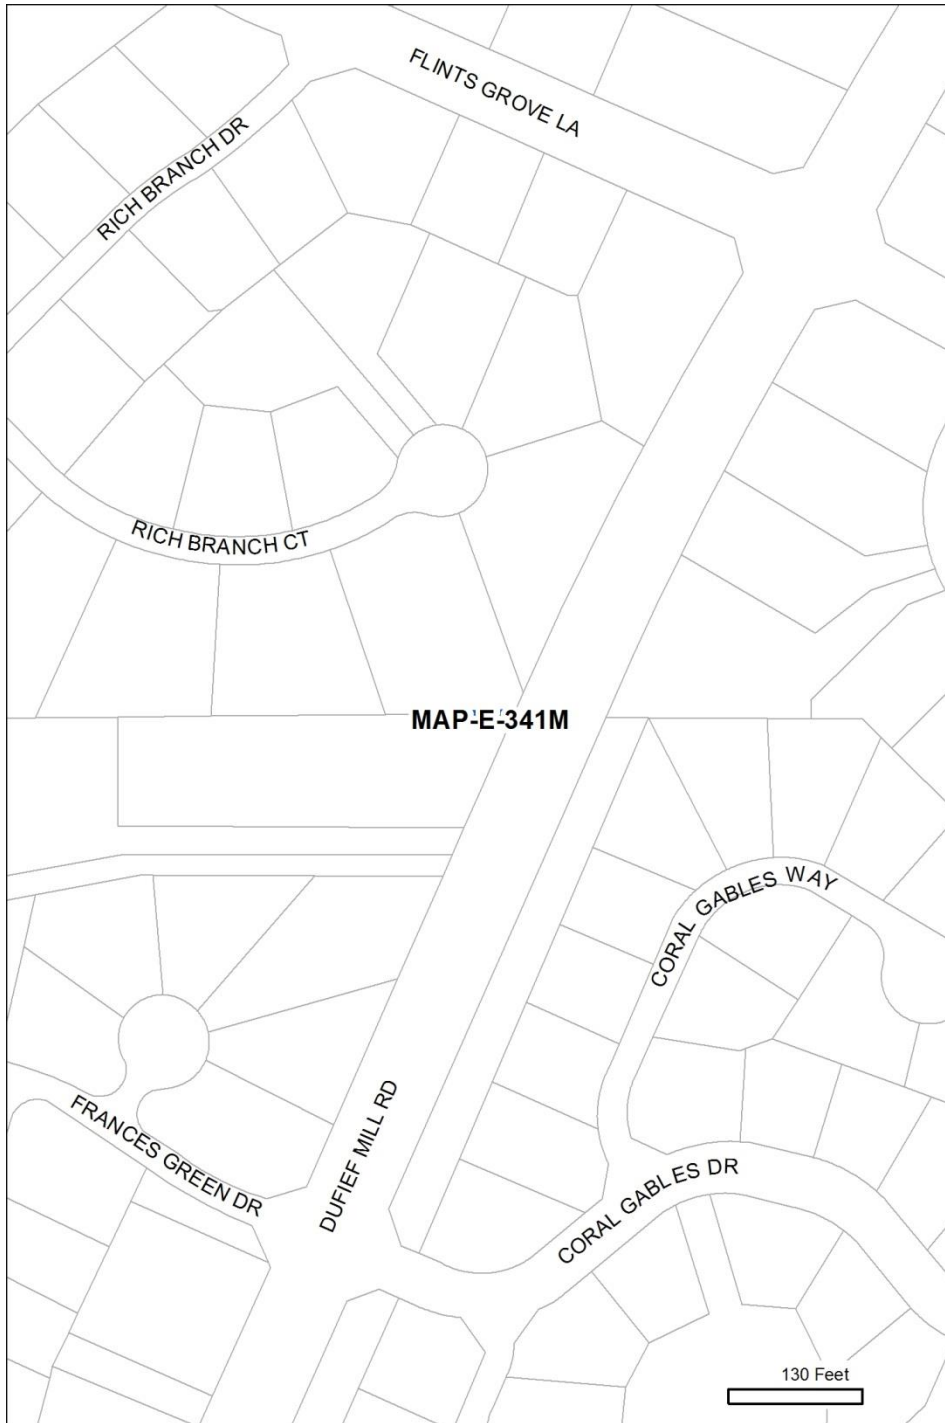 FLINTS GROVE LA
RICH BRANCH DR
RICH BRANCH CT
MAP-E-341M
CORAL GABLES WAY
FRANCES GREEN DR
DUFIEF MILL RD
CORAL GABLES DR
130 Feet